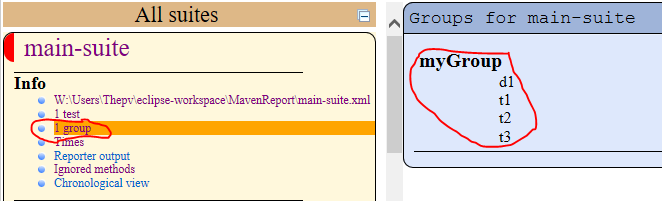 All suites
main-suite
Info
W:\Users\Thepv\eclipse-workspace\MavenReport\main-suite.xml
1 test
1 group
Times
Reporter output
Ignored methods
Chronological view
Groups for main-suite
myGroup
d1
t1
t2
t3